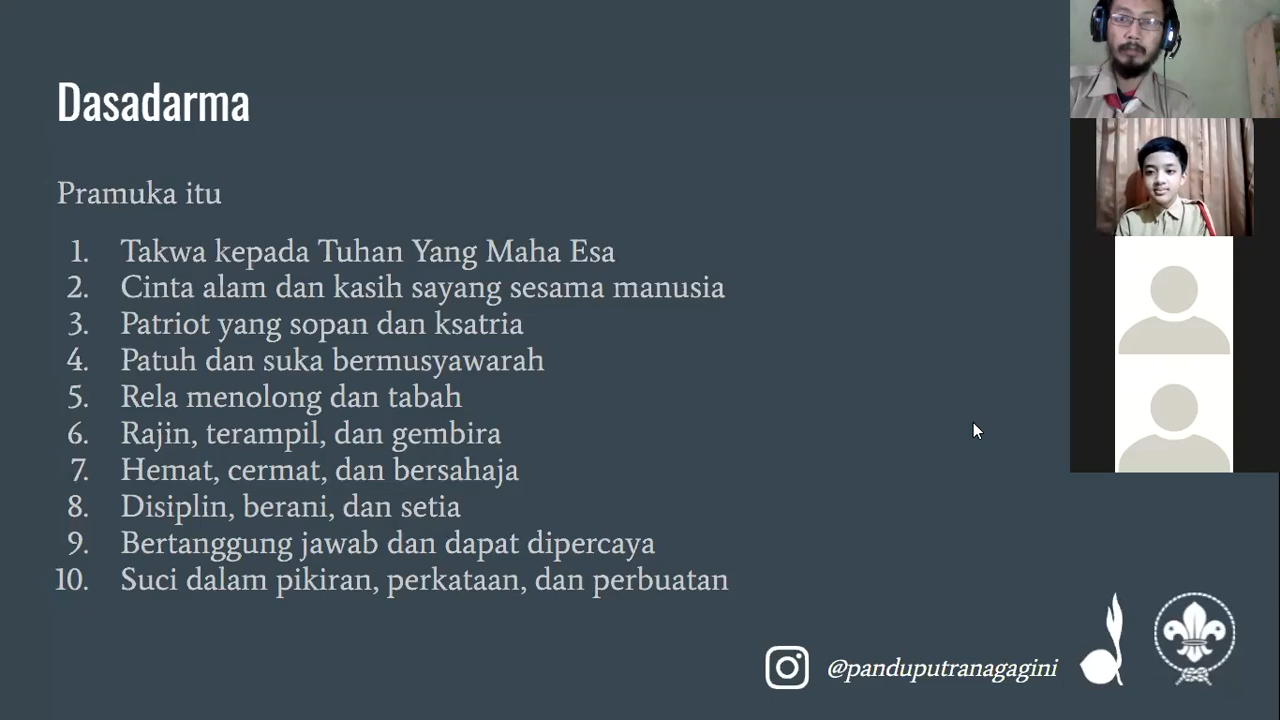 Dasadarma
Pramuka itu
1. Takwa kepada Tuhan Yang Maha Esa
2. Cinta alam dan kasih sayang sesama manusia
3. Patriot yang sopan dan ksatria
4. Patuh dan suka bermusyawarah
5. Rela menolong dan tabah
6. Rajin, terampil, dan gembira
7. Hemat, cermat, dan bersahaja
8. Disiplin, berani, dan setia
9. Bertanggung jawab dan dapat dipercaya
10. Suci dalam pikiran, perkataan, dan perbuatan
@panduputranagagini